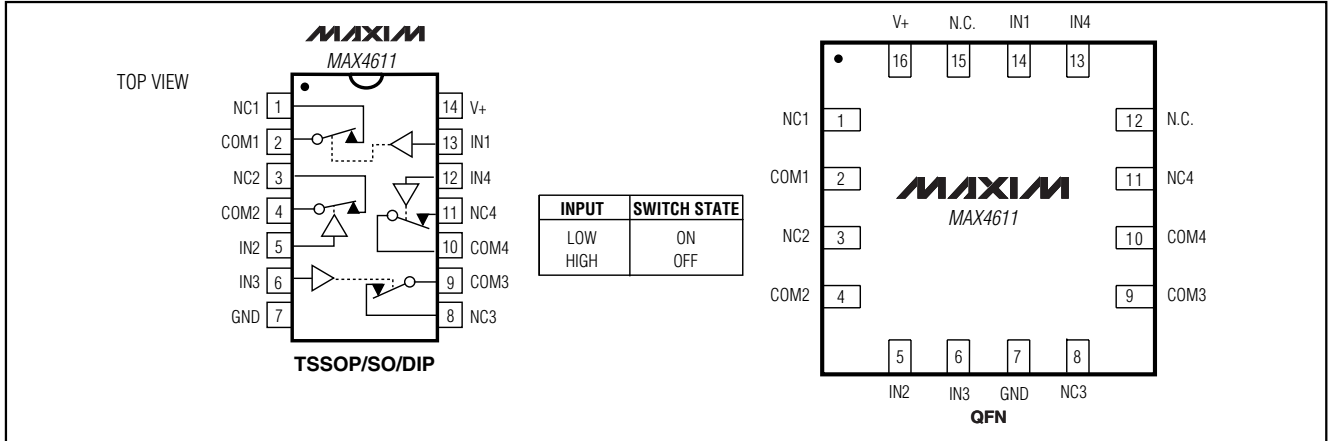 TOP VIEW
MAXIM
MAX4611
NC1 1
COM1 2
NC2 3
COM2 4
IN2 5
IN3 6
GND 7
14 V+
13 IN1
12 IN4
11 NC4
10 COM4
9 COM3
8 NC3
TSSOP/SO/DIP
INPUT SWITCH STATE
LOW ON
HIGH OFF
V+ N.C. IN1 IN4
16 15 14 13
NC1 1
COM1 2
NC2 3
COM2 4
MAXIM
MAX4611
12 N.C.
11 NC4
10 COM4
9 COM3
5 6 7 8
IN2 IN3 GND NC3
QFN